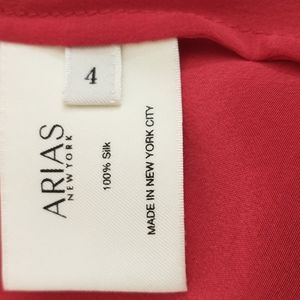 4
ARIAS
NEW YORK
100% Silk
MADE IN NEW YORK CITY